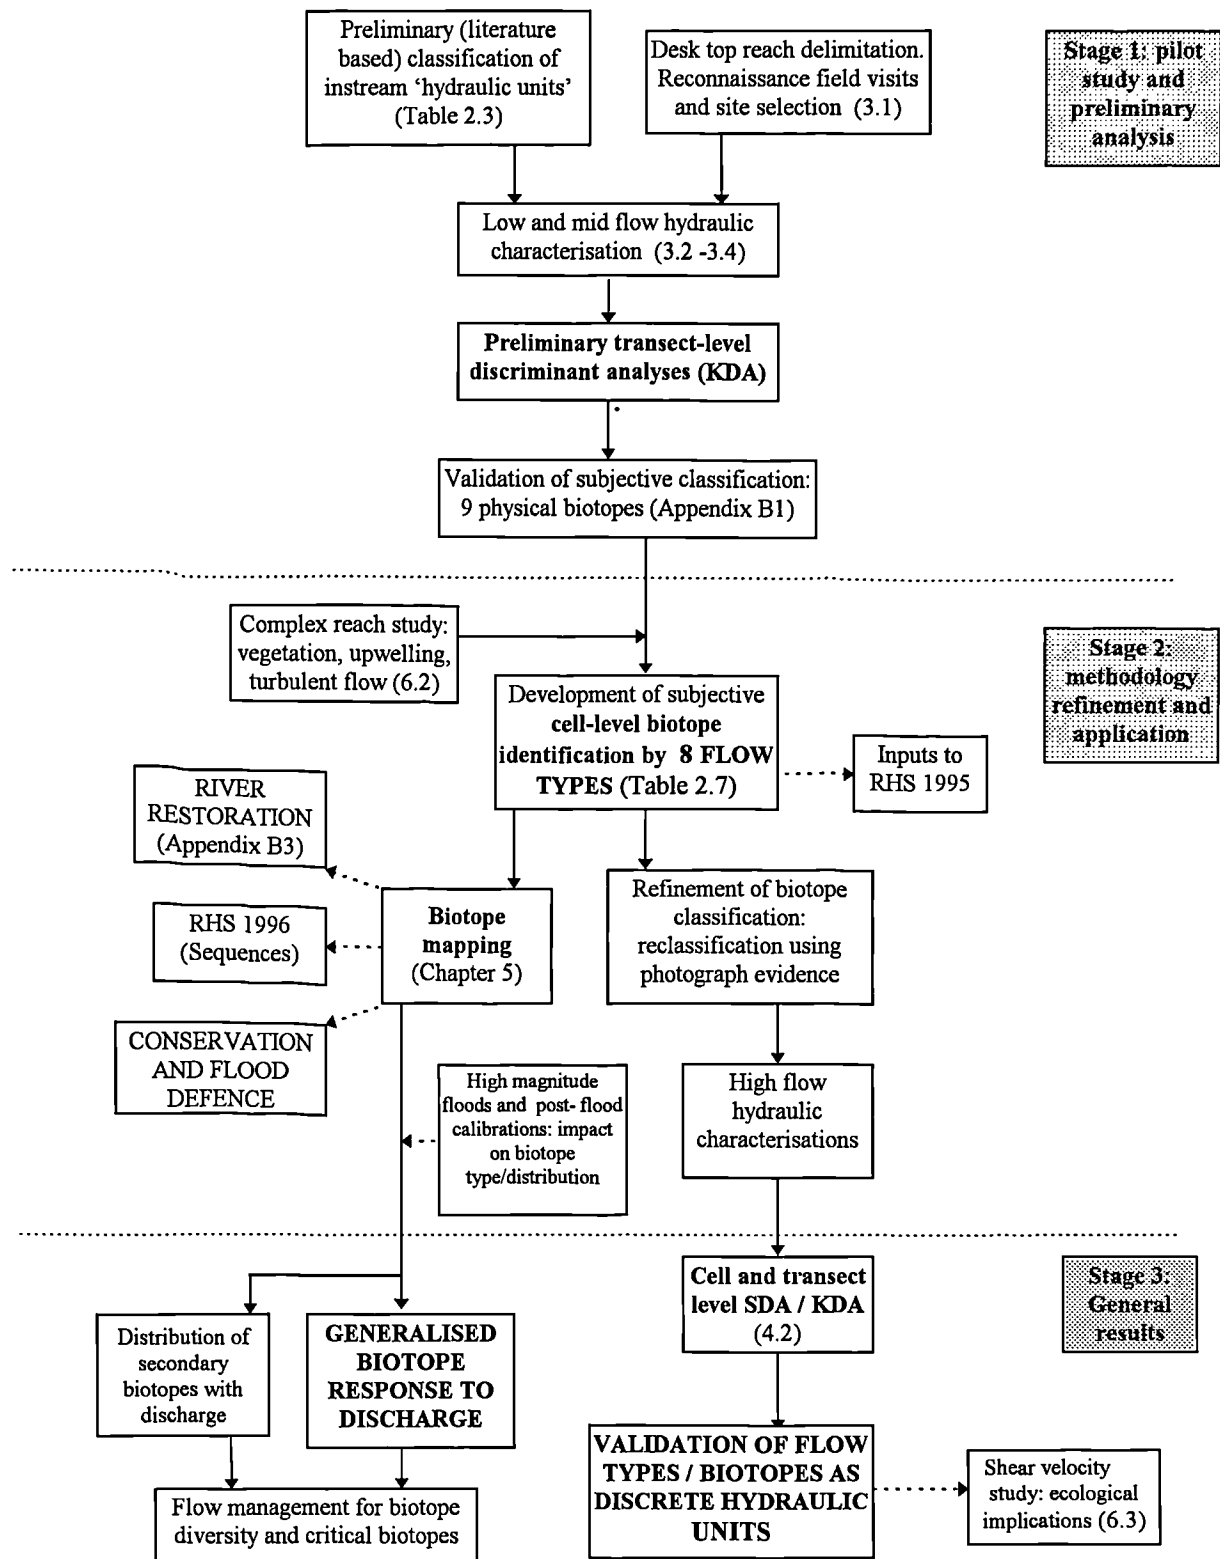 Preliminary (literature
based) classification of
instream ‘hydraulic units’
(Table 2.3)
Desk top reach delimitation.
Reconnaissance field visits
and site selection (3.1)
Stage 1: pilot
study and
preliminary
analysis
Low and mid flow hydraulic
characterisation (3.2 -3.4)
Preliminary transect-level
discriminant analyses (KDA)
Validation of subjective classification:
9 physical biotopes (Appendix B1)
Complex reach study:
vegetation, upwelling,
turbulent flow (6.2)
Stage 2:
methodology
refinement and
application
Development of subjective
cell-level biotope
identification by 8 FLOW
TYPES (Table 2.7)
Inputs to
RHS 1995
RIVER
RESTORATION
(Appendix B3)
RHS 1996
(Sequences)
CONSERVATION
AND FLOOD
DEFENCE
Biotope
mapping
(Chapter 5)
Refinement of biotope
classification:
reclassification using
photograph evidence
High magnitude
floods and post- flood
calibrations: impact
on biotope
type/distribution
High flow
hydraulic
characterisations
Cell and transect
level SDA / KDA
(4.2)
Stage 3:
General
results
Distribution of
secondary
biotopes with
discharge
GENERALISED
BIOTOPE
RESPONSE TO
DISCHARGE
VALIDATION OF FLOW
TYPES / BIOTOPES AS
DISCRETE HYDRAULIC
UNITS
Shear velocity
study: ecological
implications (6.3)
Flow management for biotope
diversity and critical biotopes